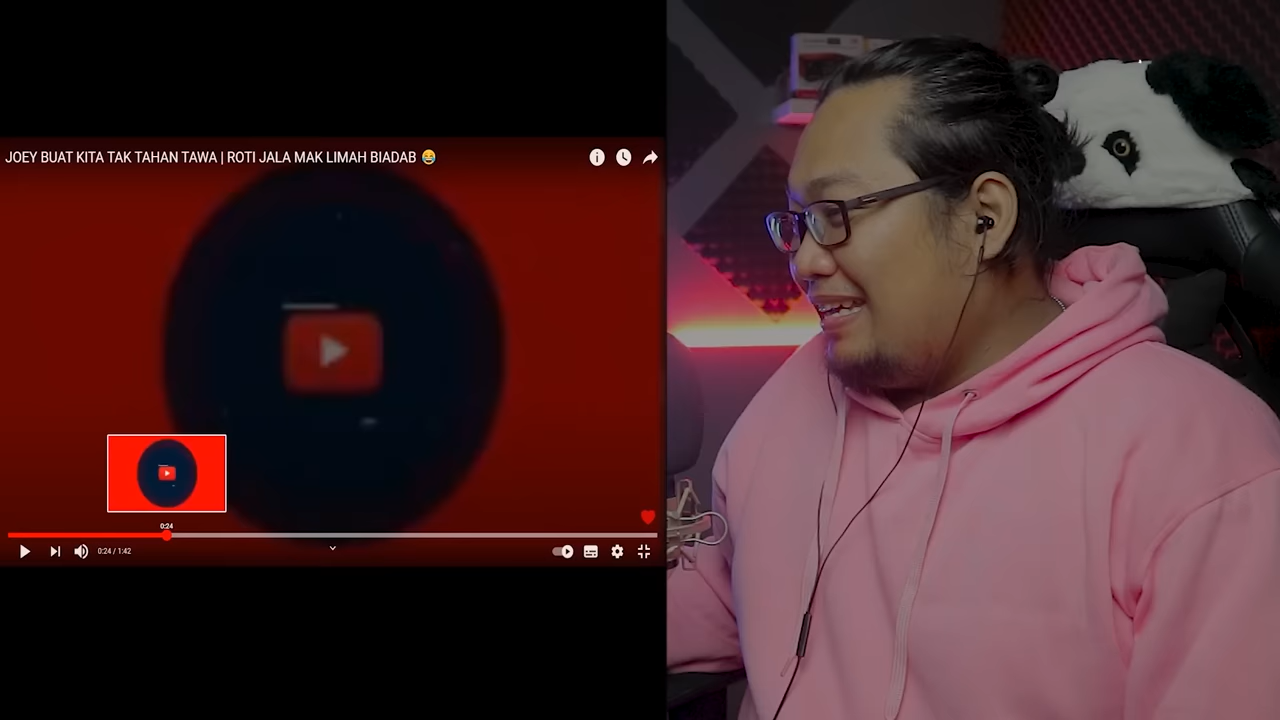 JOEY BUAT KITA TAK TAHAN TAWA | ROTI JALA MAK LIMAH BIADAB 😂
0:24
0:24 / 1:42